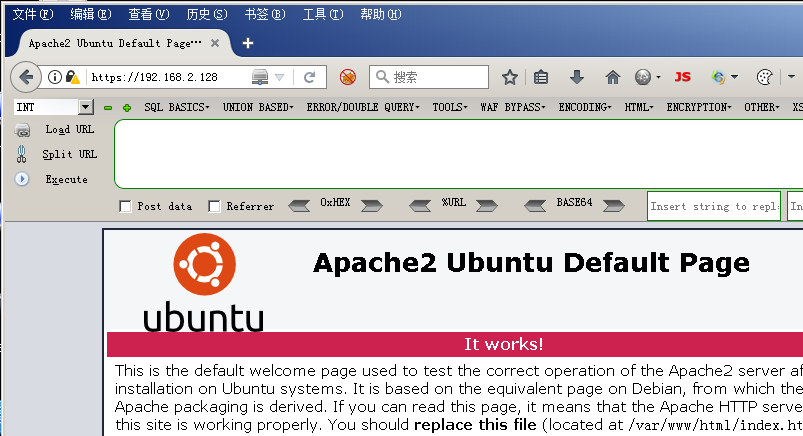 文件(F) 编辑(E) 查看(V) 历史(S) 书签(B) 工具(T) 帮助(H)
Apache2 Ubuntu Default Page… × +
https://192.168.2.128 搜索 JS
INT SQL BASICS UNION BASED ERROR/DOUBLE QUERY TOOLS WAF BYPASS ENCODING HTML ENCRYPTION OTHER XS
Load URL
Split URL
Execute
Post data Referrer 0xHEX %URL BASE64 Insert string to repl In
ubuntu
Apache2 Ubuntu Default Page
It works!
This is the default welcome page used to test the correct operation of the Apache2 server af
installation on Ubuntu systems. It is based on the equivalent page on Debian, from which the
Apache packaging is derived. If you can read this page, it means that the Apache HTTP serve
this site is working properly. You should replace this file (located at /var/www/html/index.ht